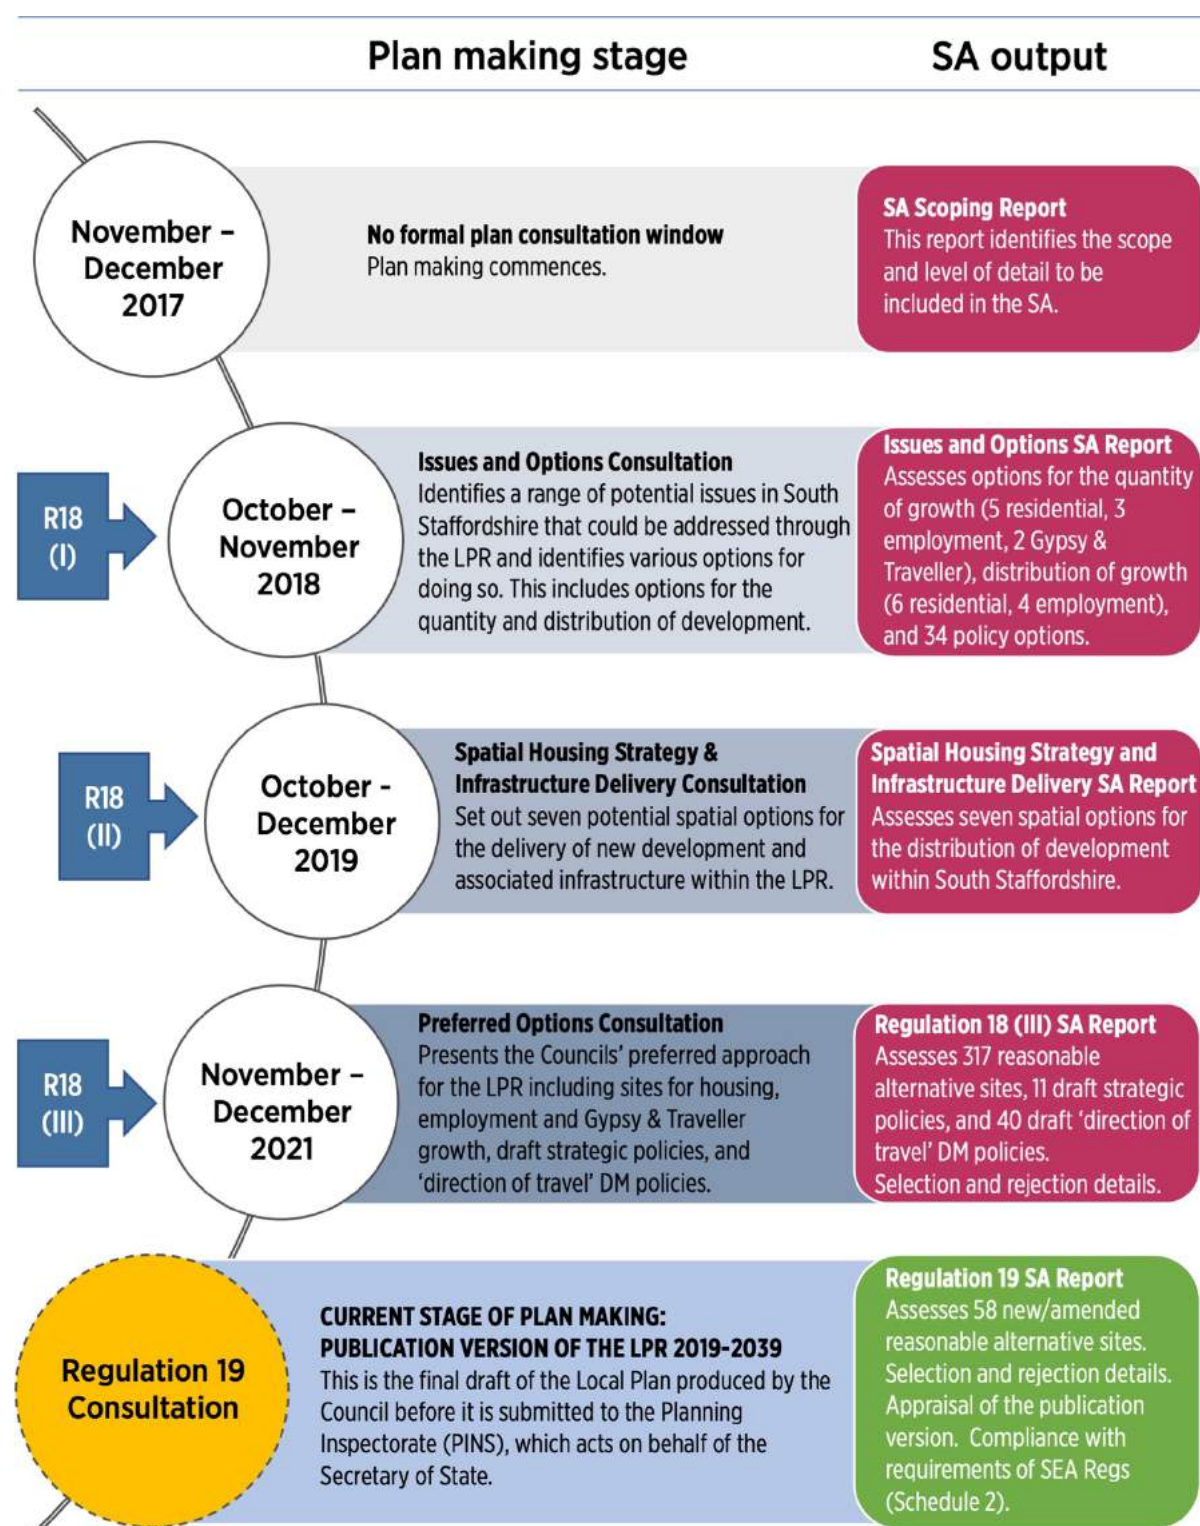 Plan making stage
SA output
November –
December
2017
No formal plan consultation window
Plan making commences.
SA Scoping Report
This report identifies the scope
and level of detail to be
included in the SA.
R18
(I)
October –
November
2018
Issues and Options Consultation
Identifies a range of potential issues in South
Staffordshire that could be addressed through
the LPR and identifies various options for
doing so. This includes options for the
quantity and distribution of development.
Issues and Options SA Report
Assesses options for the quantity
of growth (5 residential, 3
employment, 2 Gypsy &
Traveller), distribution of growth
(6 residential, 4 employment),
and 34 policy options.
R18
(II)
October -
December
2019
Spatial Housing Strategy &
Infrastructure Delivery Consultation
Set out seven potential spatial options for
the delivery of new development and
associated infrastructure within the LPR.
Spatial Housing Strategy and
Infrastructure Delivery SA Report
Assesses seven spatial options for
the distribution of development
within South Staffordshire.
R18
(III)
November –
December
2021
Preferred Options Consultation
Presents the Councils’ preferred approach
for the LPR including sites for housing,
employment and Gypsy & Traveller
growth, draft strategic policies, and
‘direction of travel’ DM policies.
Regulation 18 (III) SA Report
Assesses 317 reasonable
alternative sites, 11 draft strategic
policies, and 40 draft ‘direction of
travel’ DM policies.
Selection and rejection details.
Regulation 19
Consultation
CURRENT STAGE OF PLAN MAKING:
PUBLICATION VERSION OF THE LPR 2019-2039
This is the final draft of the Local Plan produced by the
Council before it is submitted to the Planning
Inspectorate (PINS), which acts on behalf of the
Secretary of State.
Regulation 19 SA Report
Assesses 58 new/amended
reasonable alternative sites.
Selection and rejection details.
Appraisal of the publication
version.  Compliance with
requirements of SEA Regs
(Schedule 2).